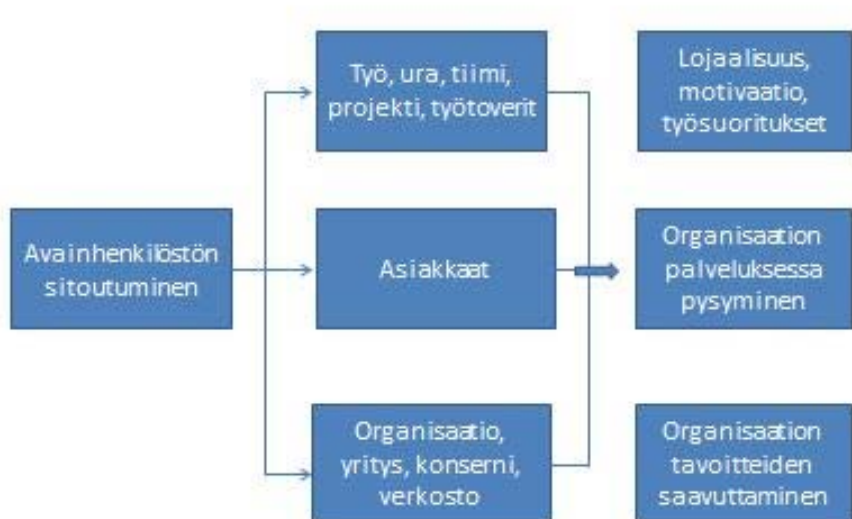 Avainhenkilöstön
sitoutuminen
Työ, ura, tiimi,
projekti, työtoverit
Asiakkaat
Organisaatio,
yritys, konserni,
verkosto
Lojaalisuus,
motivaatio,
työsuoritukset
Organisaation
palveluksessa
pysyminen
Organisaation
tavoitteiden
saavuttaminen